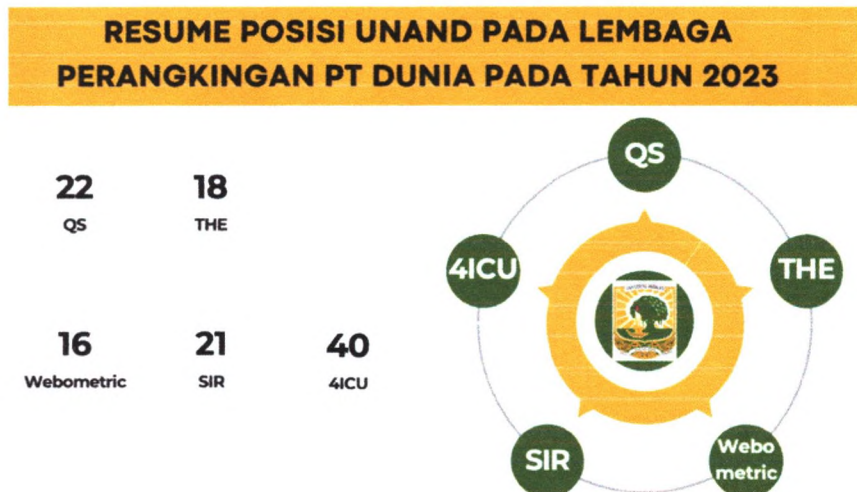 RESUME POSISI UNAND PADA LEMBAGA
PERANGKINGAN PT DUNIA PADA TAHUN 2023
22
QS
18
THE
16
Webometric
21
SIR
40
4ICU
QS
4ICU
THE
SIR
Webo
metric